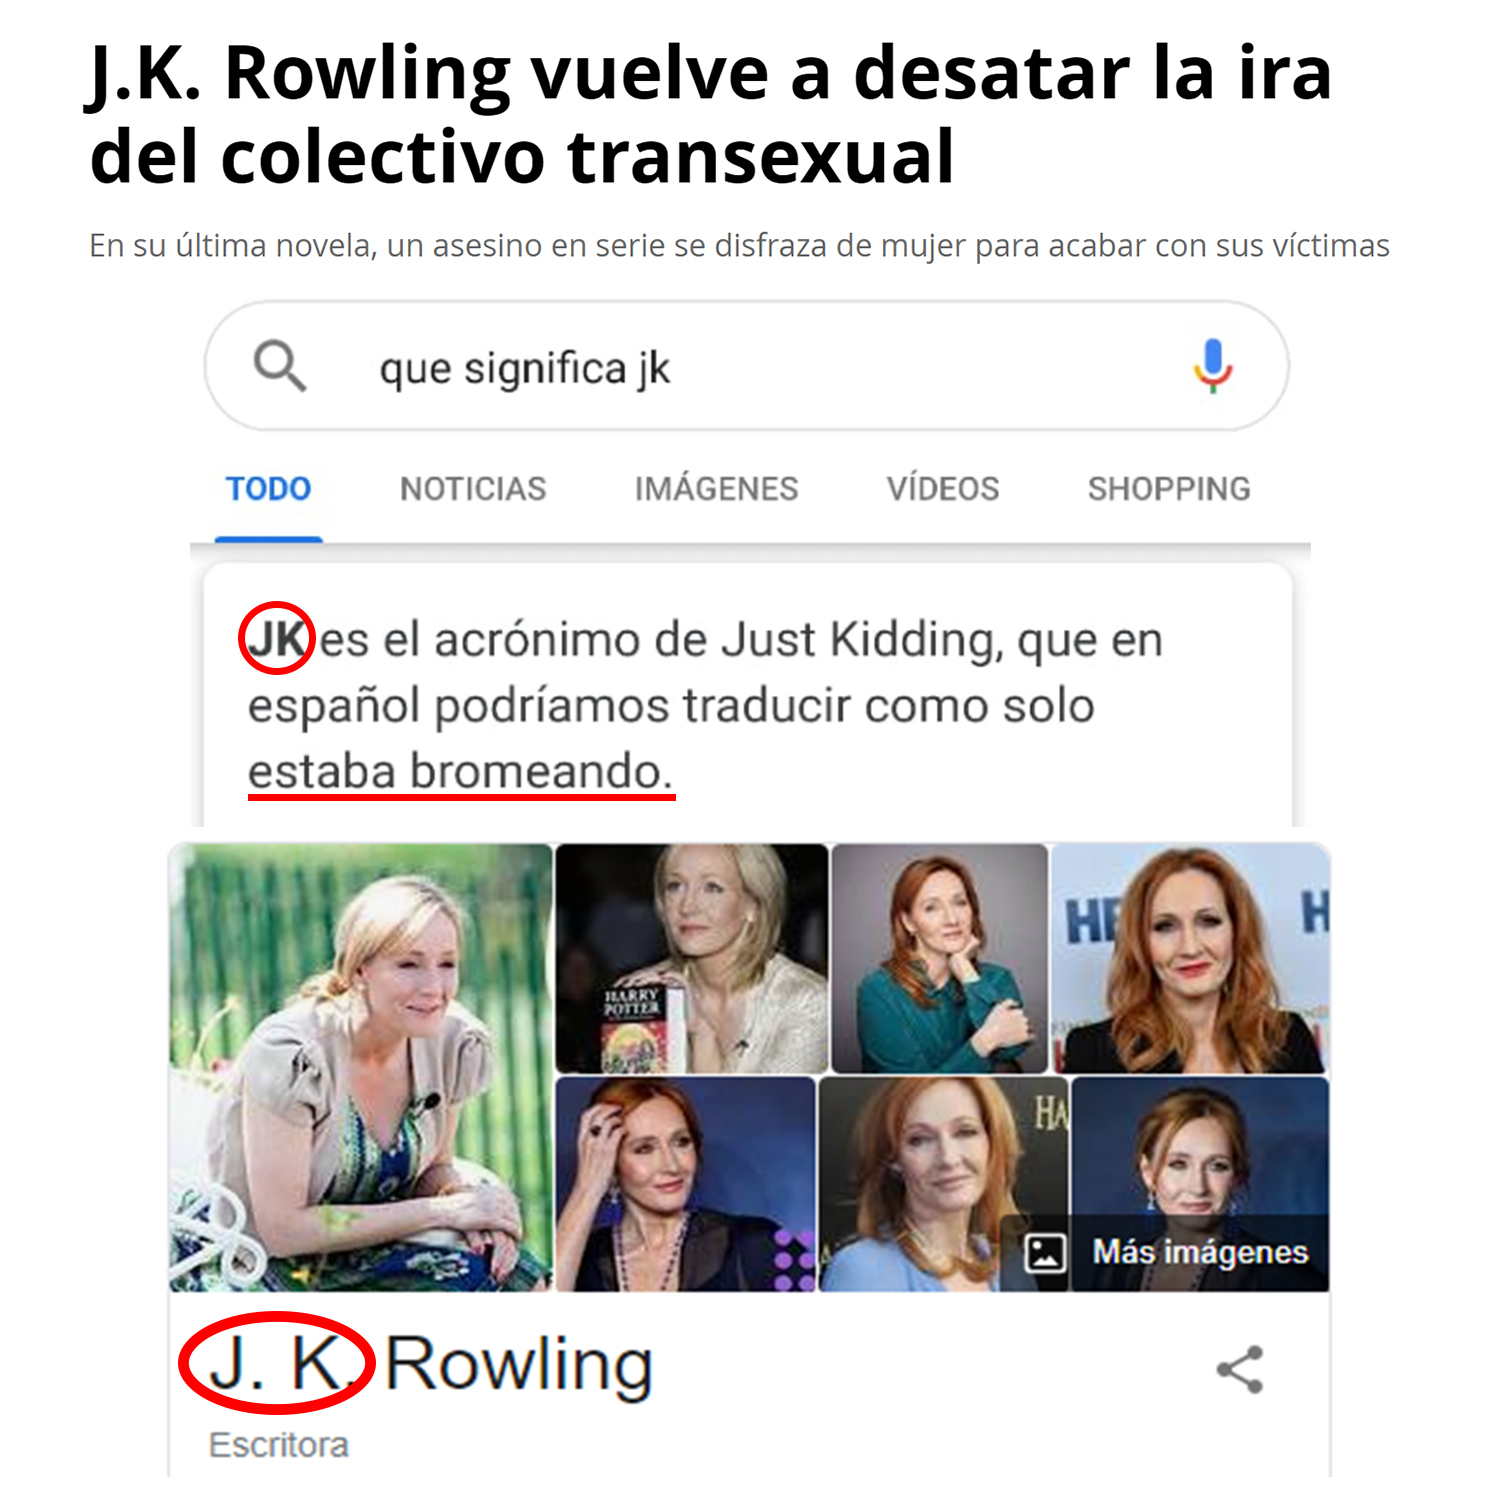 J.K. Rowling vuelve a desatar la ira
del colectivo transexual
En su última novela, un asesino en serie se disfraza de mujer para acabar con sus víctimas
que significa jk
TODO NOTICIAS IMÁGENES VÍDEOS SHOPPING
JK es el acrónimo de Just Kidding, que en
español podríamos traducir como solo
estaba bromeando.
HARRY
POTTER
HB
H
HA
Más imágenes
J. K. Rowling
Escritora